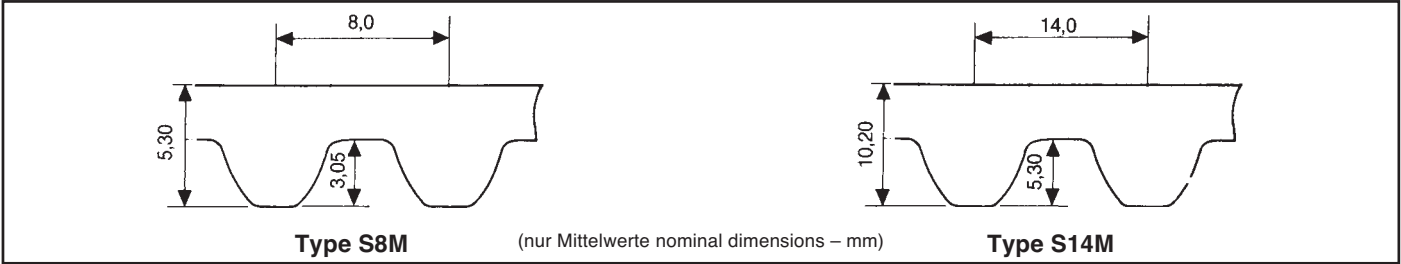 8,0
14,0
5,30
3,05
10,20
5,30
Type S8M
(nur Mittelwerte nominal dimensions – mm)
Type S14M